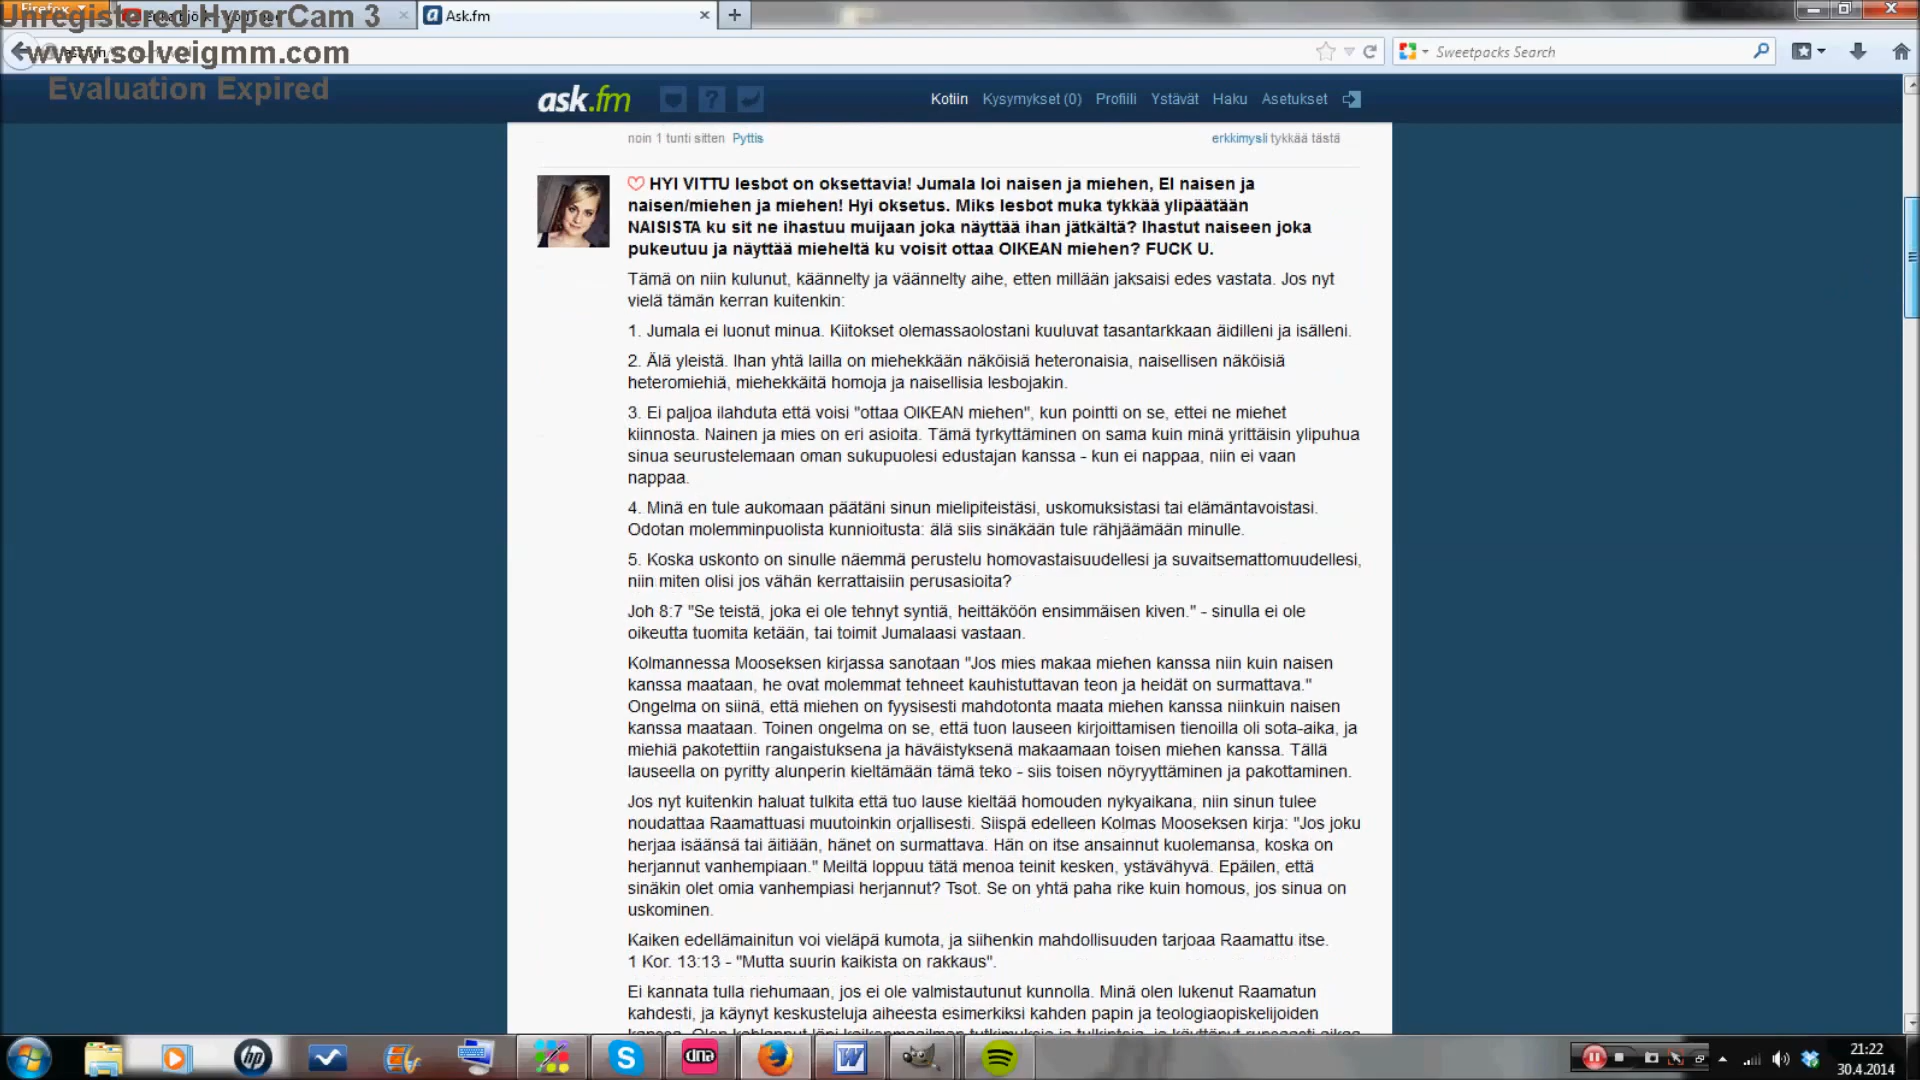 Unregistered HyperCam 3
Ask.fm
www.solveigmm.com
Sweetpacks Search
Evaluation Expired
ask.fm
Kotiin Kysymykset (0) Profiili Ystävät Haku Asetukset
noin 1 tunti sitten Pyttis
erkkimysli tykkää tästä
HYI VITTU lesbot on oksettavia! Jumala loi naisen ja miehen, EI naisen ja
naisen/miehen ja miehen! Hyi oksetus. Miks lesbot muka tykkää ylipäätään
NAISISTA ku sit ne ihastuu muijaan joka näyttää ihan jätkältä? Ihastut naiseen joka
pukeutuu ja näyttää mieheltä ku voisit ottaa OIKEAN miehen? FUCK U.
Tämä on niin kulunut, käännelty ja väännelty aihe, etten millään jaksaisi edes vastata. Jos nyt
vielä tämän kerran kuitenkin:
1. Jumala ei luonut minua. Kiitokset olemassaolostani kuuluvat tasantarkkaan äidilleni ja isälleni.
2. Älä yleistä. Ihan yhtä lailla on miehekkään näköisiä heteronaisia, naisellisen näköisiä
heteromiehiä, miehekkäitä homoja ja naisellisia lesbojakin.
3. Ei paljoa ilahduta että voisi "ottaa OIKEAN miehen", kun pointti on se, ettei ne miehet
kiinnosta. Nainen ja mies on eri asioita. Tämä tyrkyttäminen on sama kuin minä yrittäisin ylipuhua
sinua seurustelemaan oman sukupuolesi edustajan kanssa - kun ei nappaa, niin ei vaan
nappaa.
4. Minä en tule aukomaan päätäni sinun mielipiteistäsi, uskomuksistasi tai elämäntavoistasi.
Odotan molemminpuolista kunnioitusta: älä siis sinäkään tule rähjäämään minulle.
5. Koska uskonto on sinulle näemmä perustelu homovastaisuudellesi ja suvaitsemattomuudellesi,
niin miten olisi jos vähän kerrattaisiin perusasioita?
Joh 8:7 "Se teistä, joka ei ole tehnyt syntiä, heittäköön ensimmäisen kiven." - sinulla ei ole
oikeutta tuomita ketään, tai toimit Jumalaasi vastaan.
Kolmannessa Mooseksen kirjassa sanotaan "Jos mies makaa miehen kanssa niin kuin naisen
kanssa maataan, he ovat molemmat tehneet kauhistuttavan teon ja heidät on surmattava."
Ongelma on siinä, että miehen on fyysisesti mahdotonta maata miehen kanssa niinkuin naisen
kanssa maataan. Toinen ongelma on se, että tuon lauseen kirjoittamisen tienoilla oli sota-aika, ja
miehiä pakotettiin rangaistuksena ja häväistyksenä makaamaan toisen miehen kanssa. Tällä
lauseella on pyritty alunperin kieltämään tämä teko - siis toisen nöyryyttäminen ja pakottaminen.
Jos nyt kuitenkin haluat tulkita että tuo lause kieltää homouden nykyaikana, niin sinun tulee
noudattaa Raamattuasi muutoinkin orjallisesti. Siispä edelleen Kolmas Mooseksen kirja: "Jos joku
herjaa isäänsä tai äitiään, hänet on surmattava. Hän on itse ansainnut kuolemansa, koska on
herjannut vanhempiaan." Meiltä loppuu tätä menoa teinit kesken, ystävähyvä. Epäilen, että
sinäkin olet omia vanhempiasi herjannut? Tsot. Se on yhtä paha rike kuin homous, jos sinua on
uskominen.
Kaiken edellämainitun voi vieläpä kumota, ja siihenkin mahdollisuuden tarjoaa Raamattu itse.
1 Kor. 13:13 - "Mutta suurin kaikista on rakkaus".
Ei kannata tulla riehumaan, jos ei ole valmistautunut kunnolla. Minä olen lukenut Raamatun
kahdesti, ja käynyt keskusteluja aiheesta esimerkiksi kahden papin ja teologiaopiskelijoiden
hp
dna
21:22
30.4.2014